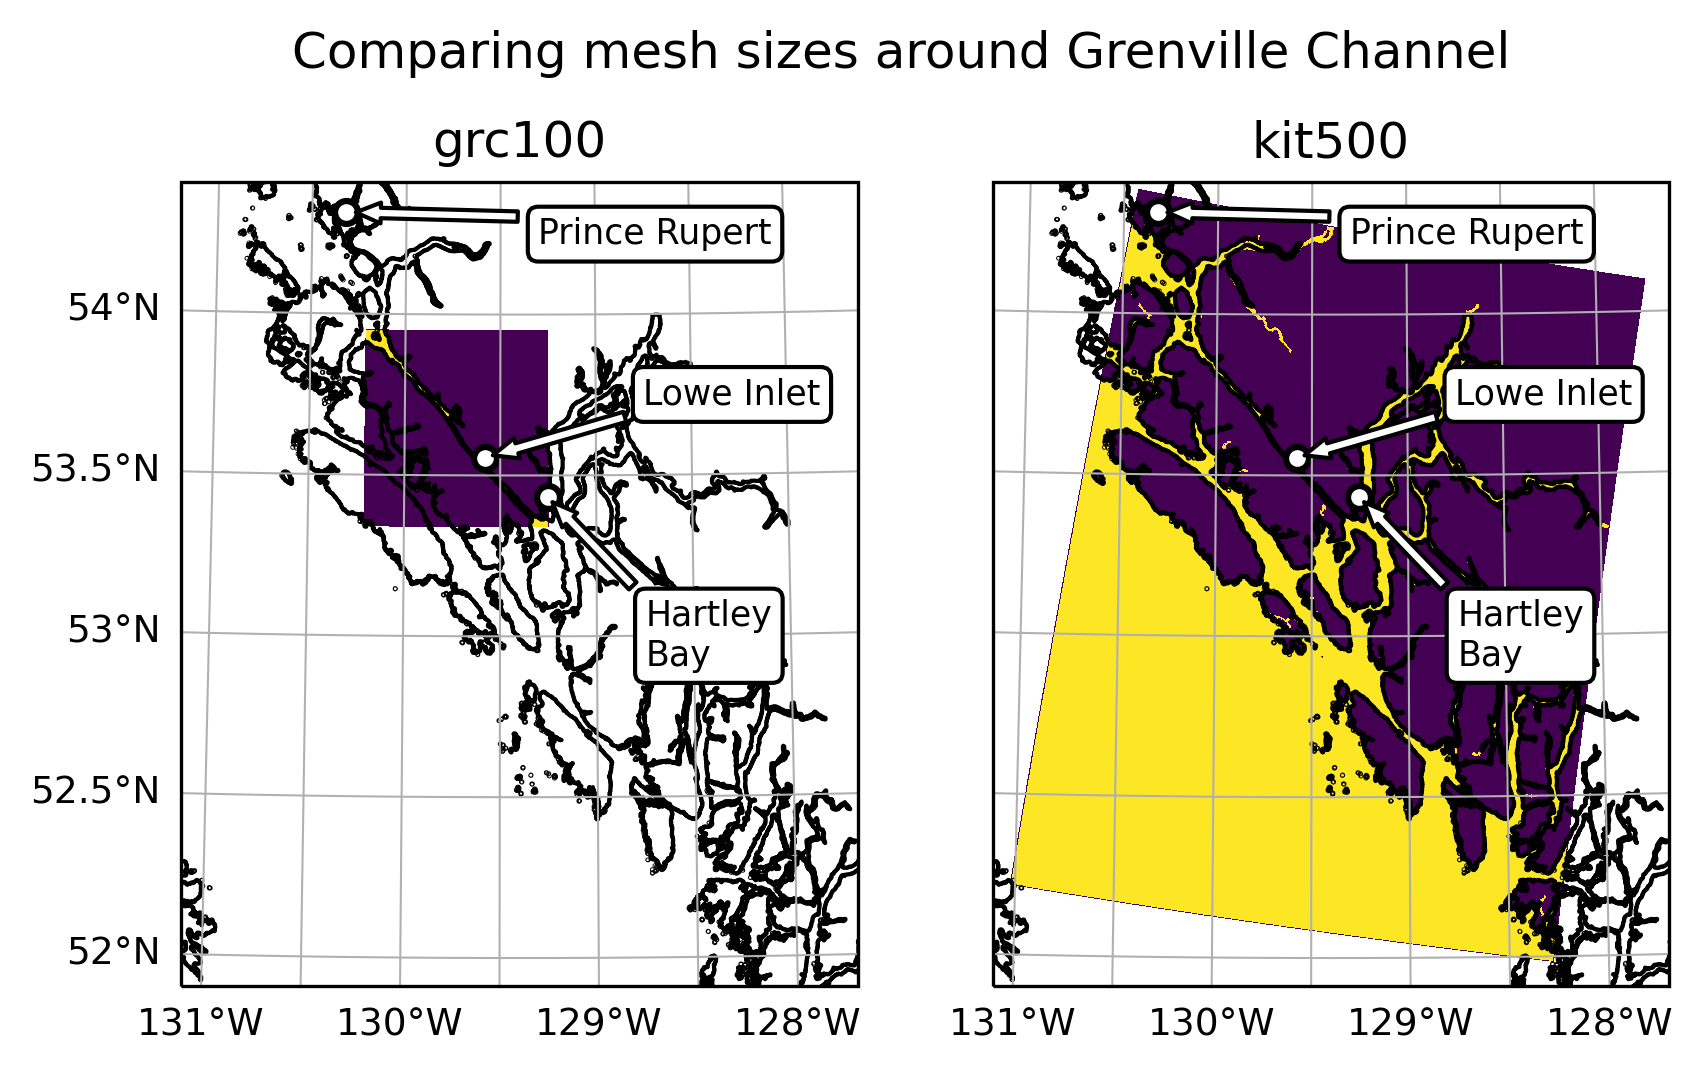 Comparing mesh sizes around Grenville Channel
grc100
kit500
Prince Rupert
Lowe Inlet
Hartley
Bay
Prince Rupert
Lowe Inlet
Hartley
Bay
54°N
53.5°N
53°N
52.5°N
52°N
131°W
130°W
129°W
128°W
131°W
130°W
129°W
128°W